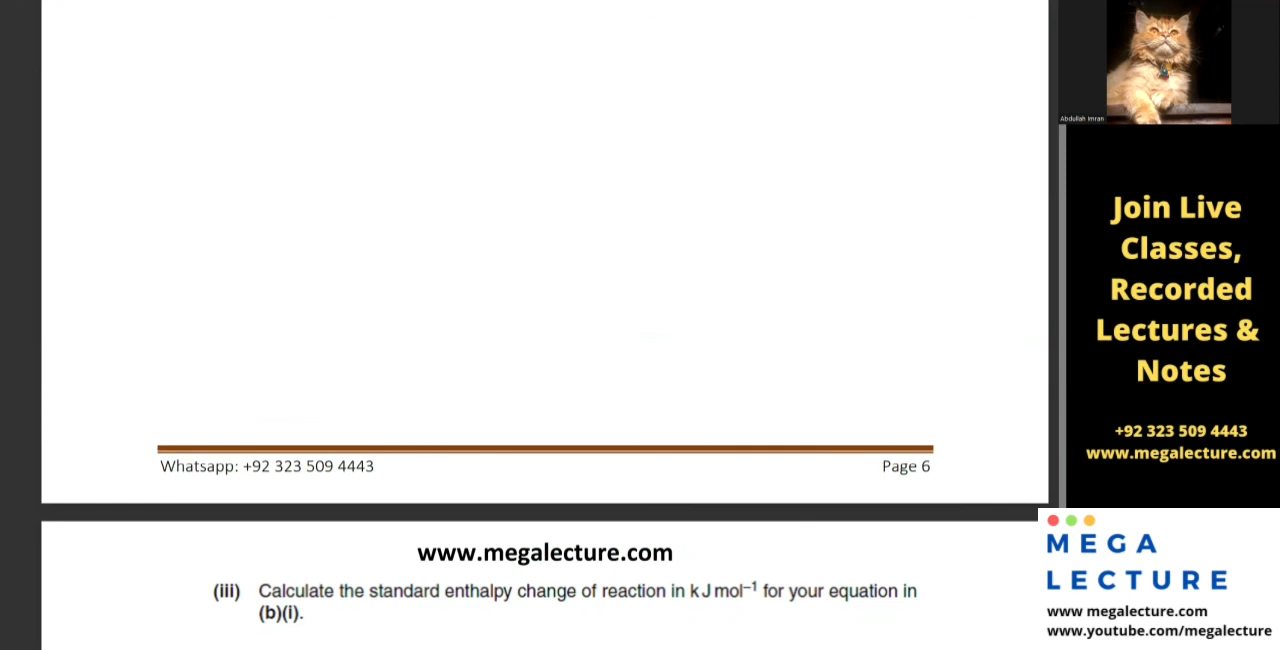 Abdullah Imran
Join Live
Classes,
Recorded
Lectures &
Notes
+92 323 509 4443
www.megalecture.com
Whatsapp: +92 323 509 4443
Page 6
www.megalecture.com
(iii) Calculate the standard enthalpy change of reaction in kJ mol⁻¹ for your equation in
(b)(i).
MEGA
LECTURE
www megalecture.com
www.youtube.com/megalecture